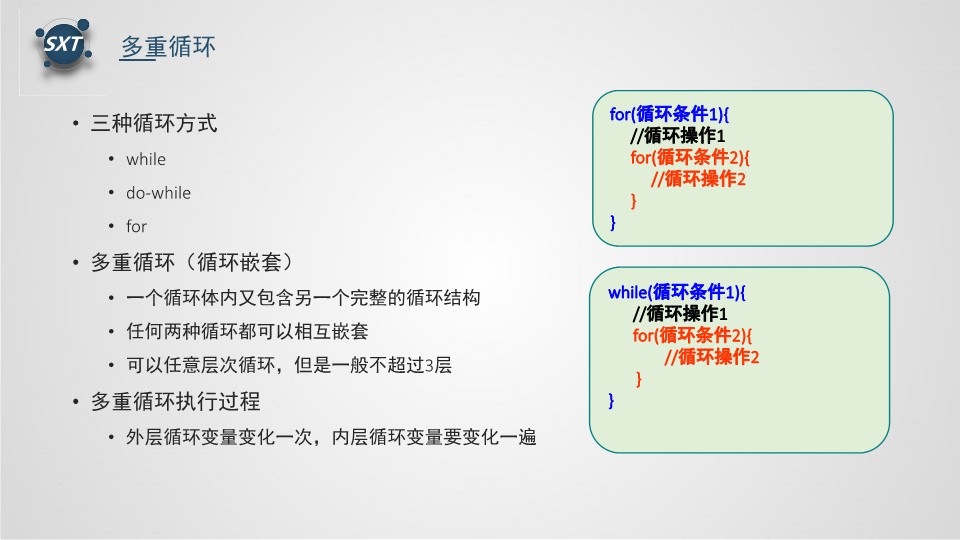 SXT
多重循环
• 三种循环方式
• while
• do-while
• for
• 多重循环（循环嵌套）
• 一个循环体内又包含另一个完整的循环结构
• 任何两种循环都可以相互嵌套
• 可以任意层次循环，但是一般不超过3层
• 多重循环执行过程
• 外层循环变量变化一次，内层循环变量要变化一遍
for(循环条件1){
//循环操作1
for(循环条件2){
//循环操作2
}
}
while(循环条件1){
//循环操作1
for(循环条件2){
//循环操作2
}
}